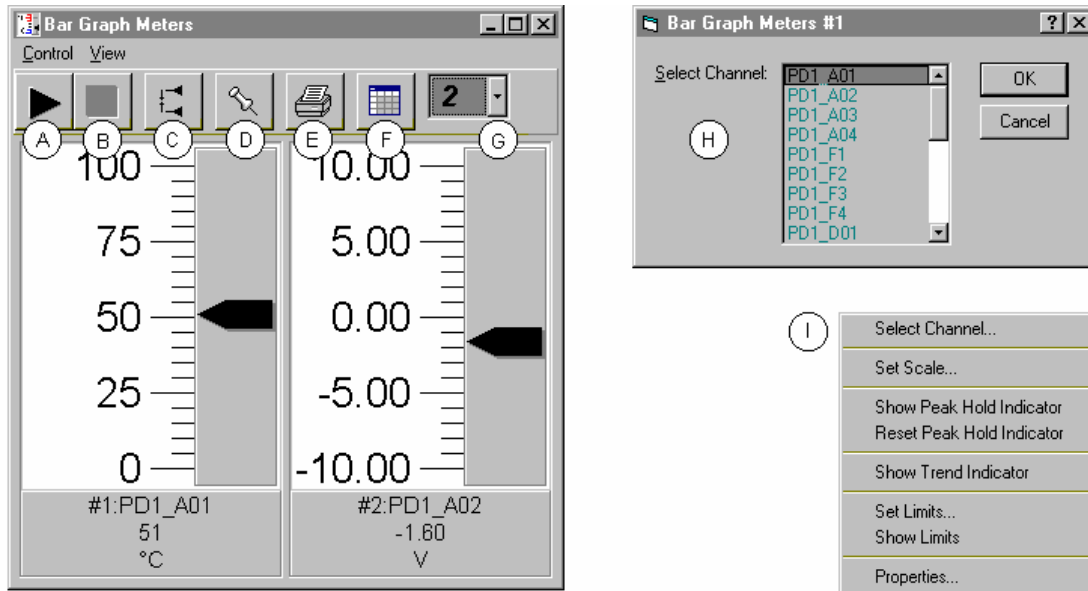 Bar Graph Meters
Control View
2
A
B
C
D
E
F
G
100
75
50
25
0
#1:PD1_A01
51
°C
10.00
5.00
0.00
-5.00
-10.00
#2:PD1_A02
-1.60
V
Bar Graph Meters #1
Select Channel:
PD1_A01
PD1_A02
PD1_A03
PD1_A04
PD1_F1
PD1_F2
PD1_F3
PD1_F4
PD1_D01
OK
Cancel
H
I
Select Channel...
Set Scale...
Show Peak Hold Indicator
Reset Peak Hold Indicator
Show Trend Indicator
Set Limits...
Show Limits
Properties...